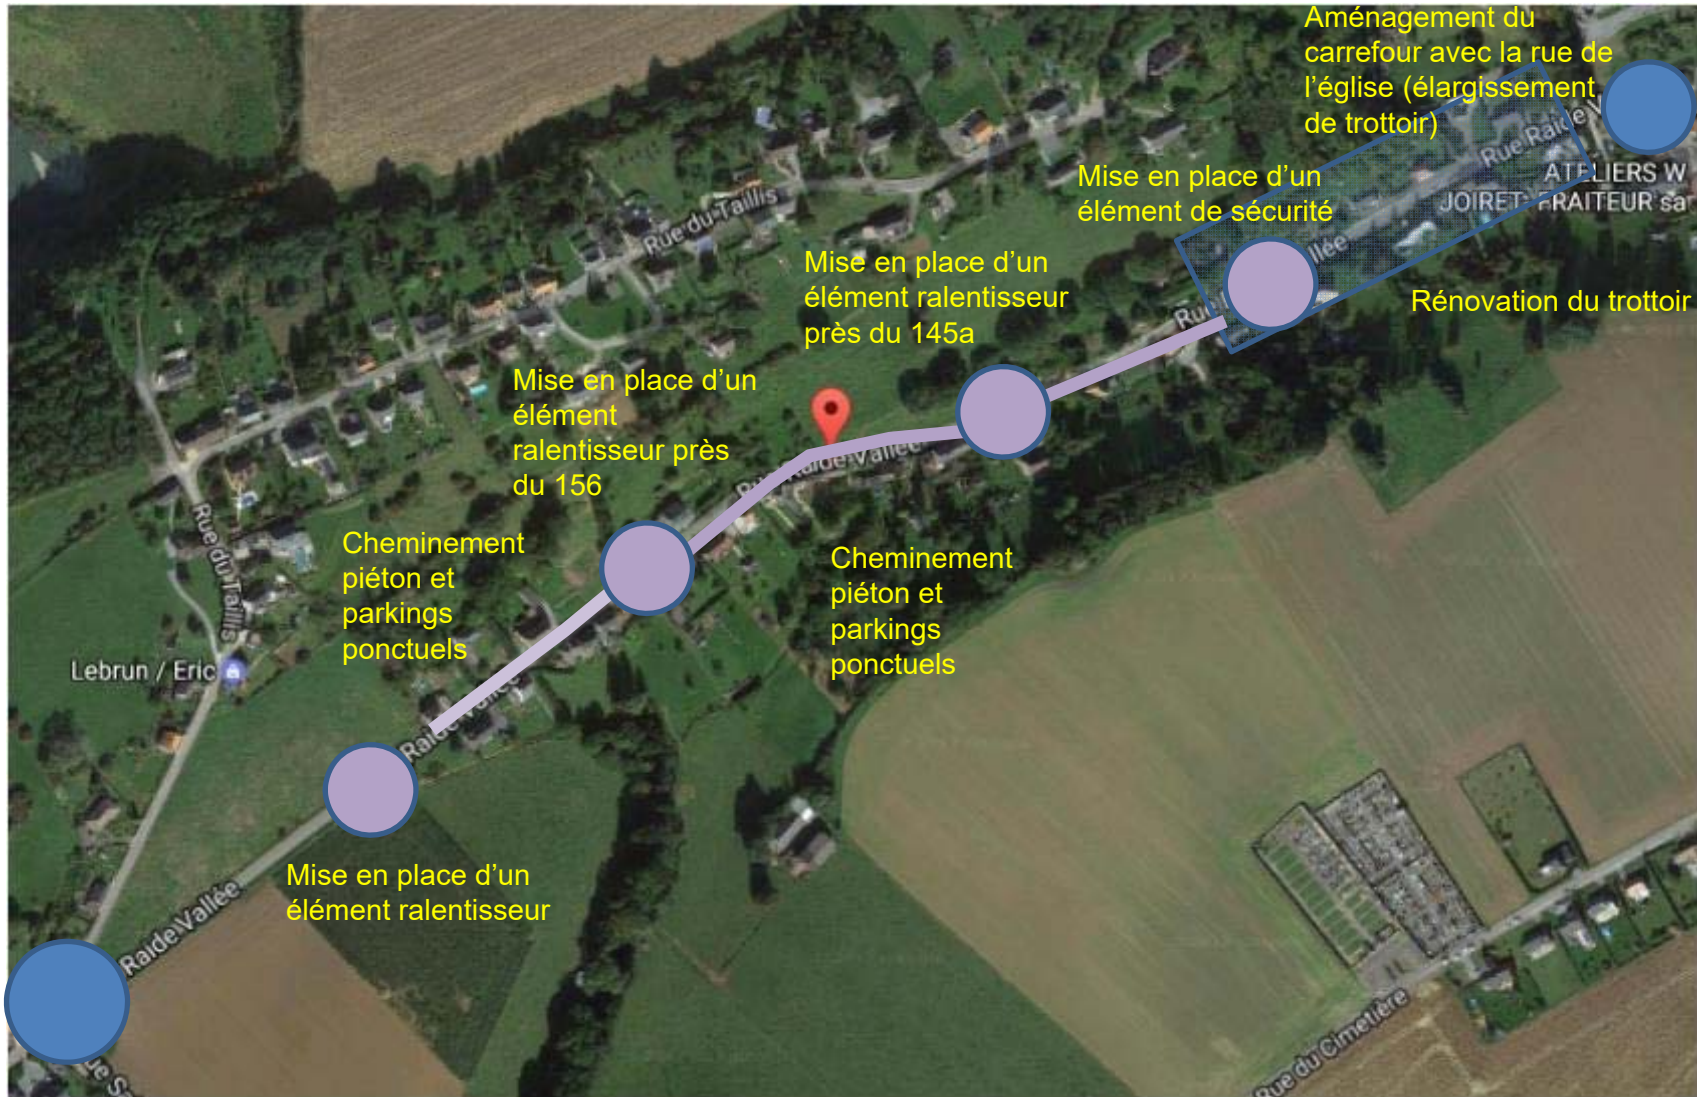 Aménagement du
carrefour avec la rue de
l'église (élargissement
de trottoir)
Rue Raide
ATELIERS W
JOIRET- FRAITEUR sa
Mise en place d'un
élément de sécurité
Rue du Taillis
Mise en place d'un
élément ralentisseur
près du 145a
Rénovation du trottoir
Mise en place d'un
élément
ralentisseur près
du 156
Raide Vallée
Rue du Taillis
Cheminement
piéton et
parkings
ponctuels
Cheminement
piéton et
parkings
ponctuels
Lebrun / Eric
Raide Vallée
Mise en place d'un
élément ralentisseur
Raide Vallée
Rue du Cimetière